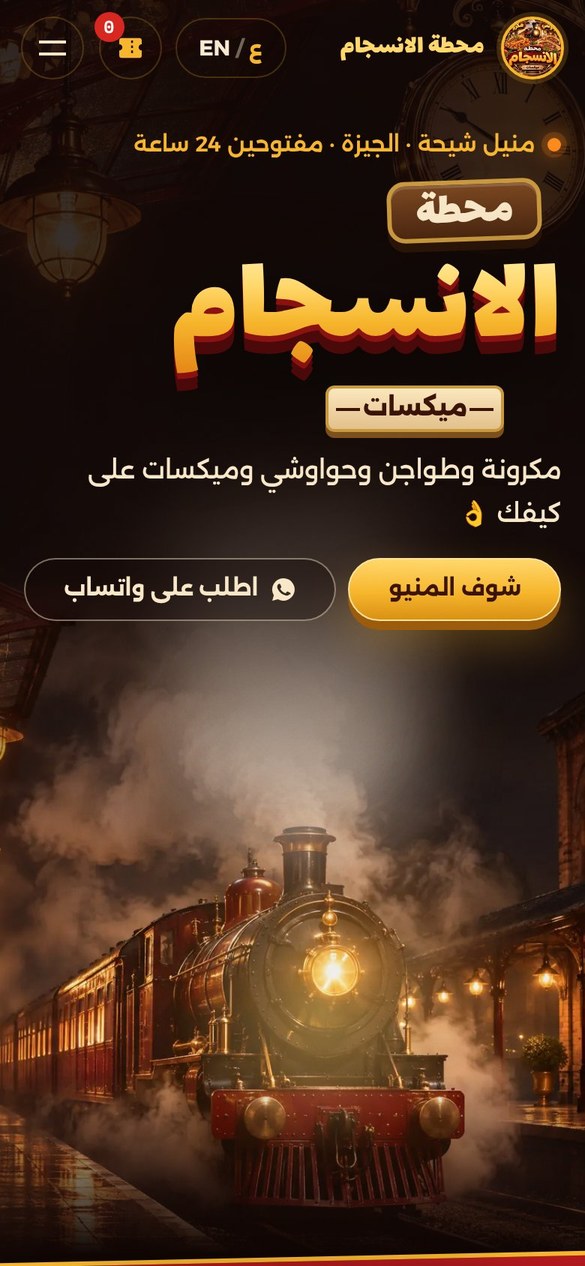 محطة الانسجام
ع / EN
0
منيل شيحة · الجيزة · مفتوحين 24 ساعة
محطة
الانسجام
ميكسات
مكرونة وطواجن وحواوشي وميكسات على
كيفك 👌
شوف المنيو
اطلب على واتساب